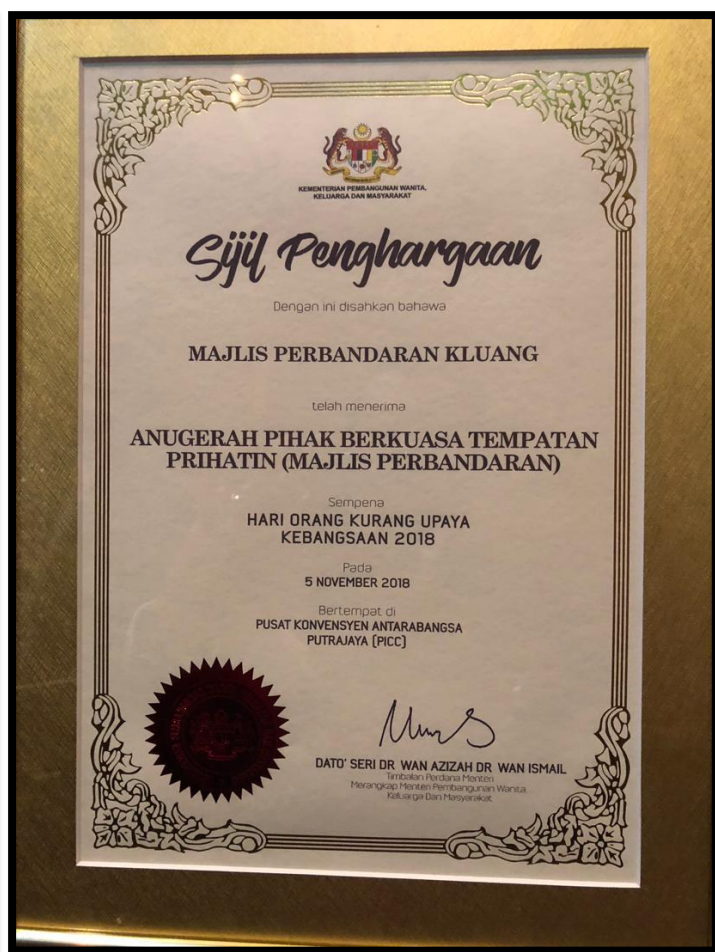 KEMENTERIAN PEMBANGUNAN WANITA,
KELUARGA DAN MASYARAKAT
Sijil Penghargaan
Dengan ini disahkan bahawa
MAJLIS PERBANDARAN KLUANG
telah menerima
ANUGERAH PIHAK BERKUASA TEMPATAN
PRIHATIN (MAJLIS PERBANDARAN)
Sempena
HARI ORANG KURANG UPAYA
KEBANGSAAN 2018
Pada
5 NOVEMBER 2018
Bertempat di
PUSAT KONVENSYEN ANTARABANGSA
PUTRAJAYA (PICC)
DATO' SERI DR WAN AZIZAH DR WAN ISMAIL
Timbalan Perdana Menteri
Merangkap Menteri Pembangunan Wanita,
Keluarga Dan Masyarakat